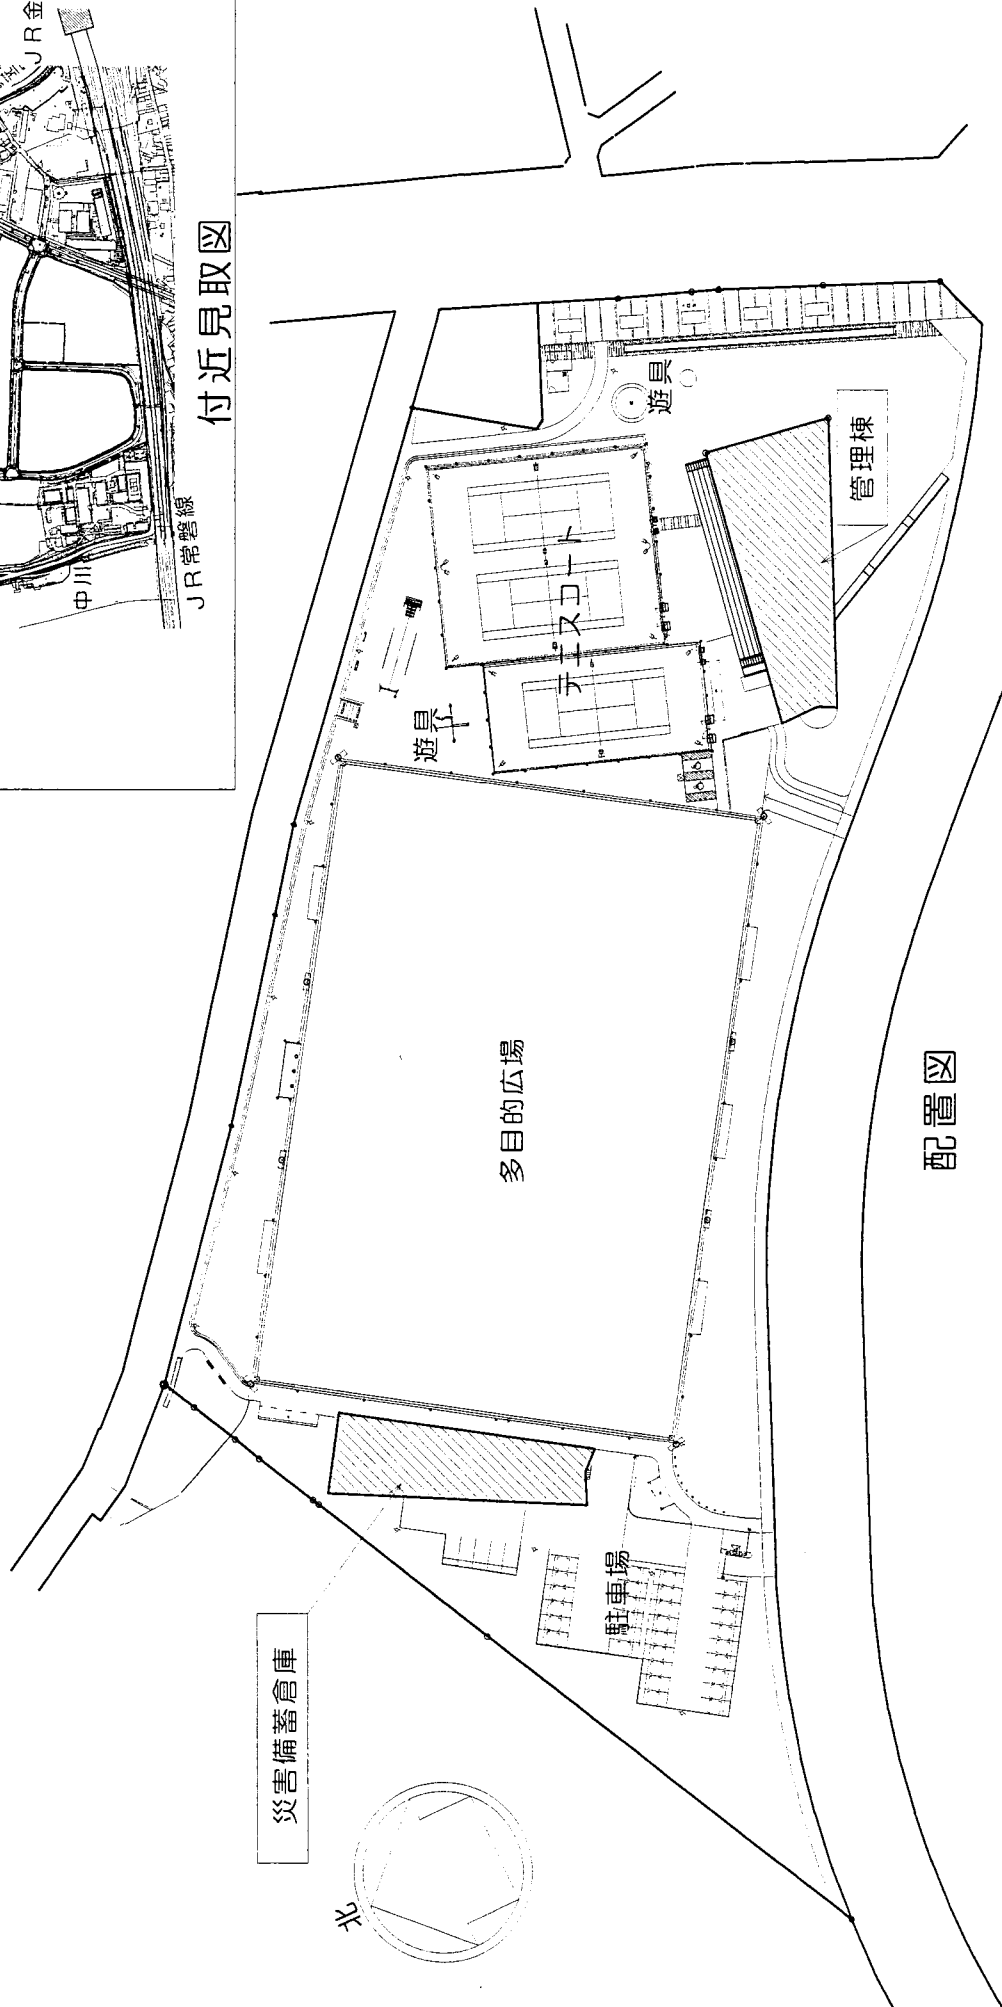 JR金
中川
JR常磐線
付近見取図
遊具
管理棟
テニスコート
遊具
多目的広場
配置図
駐車場
災害備蓄倉庫
北